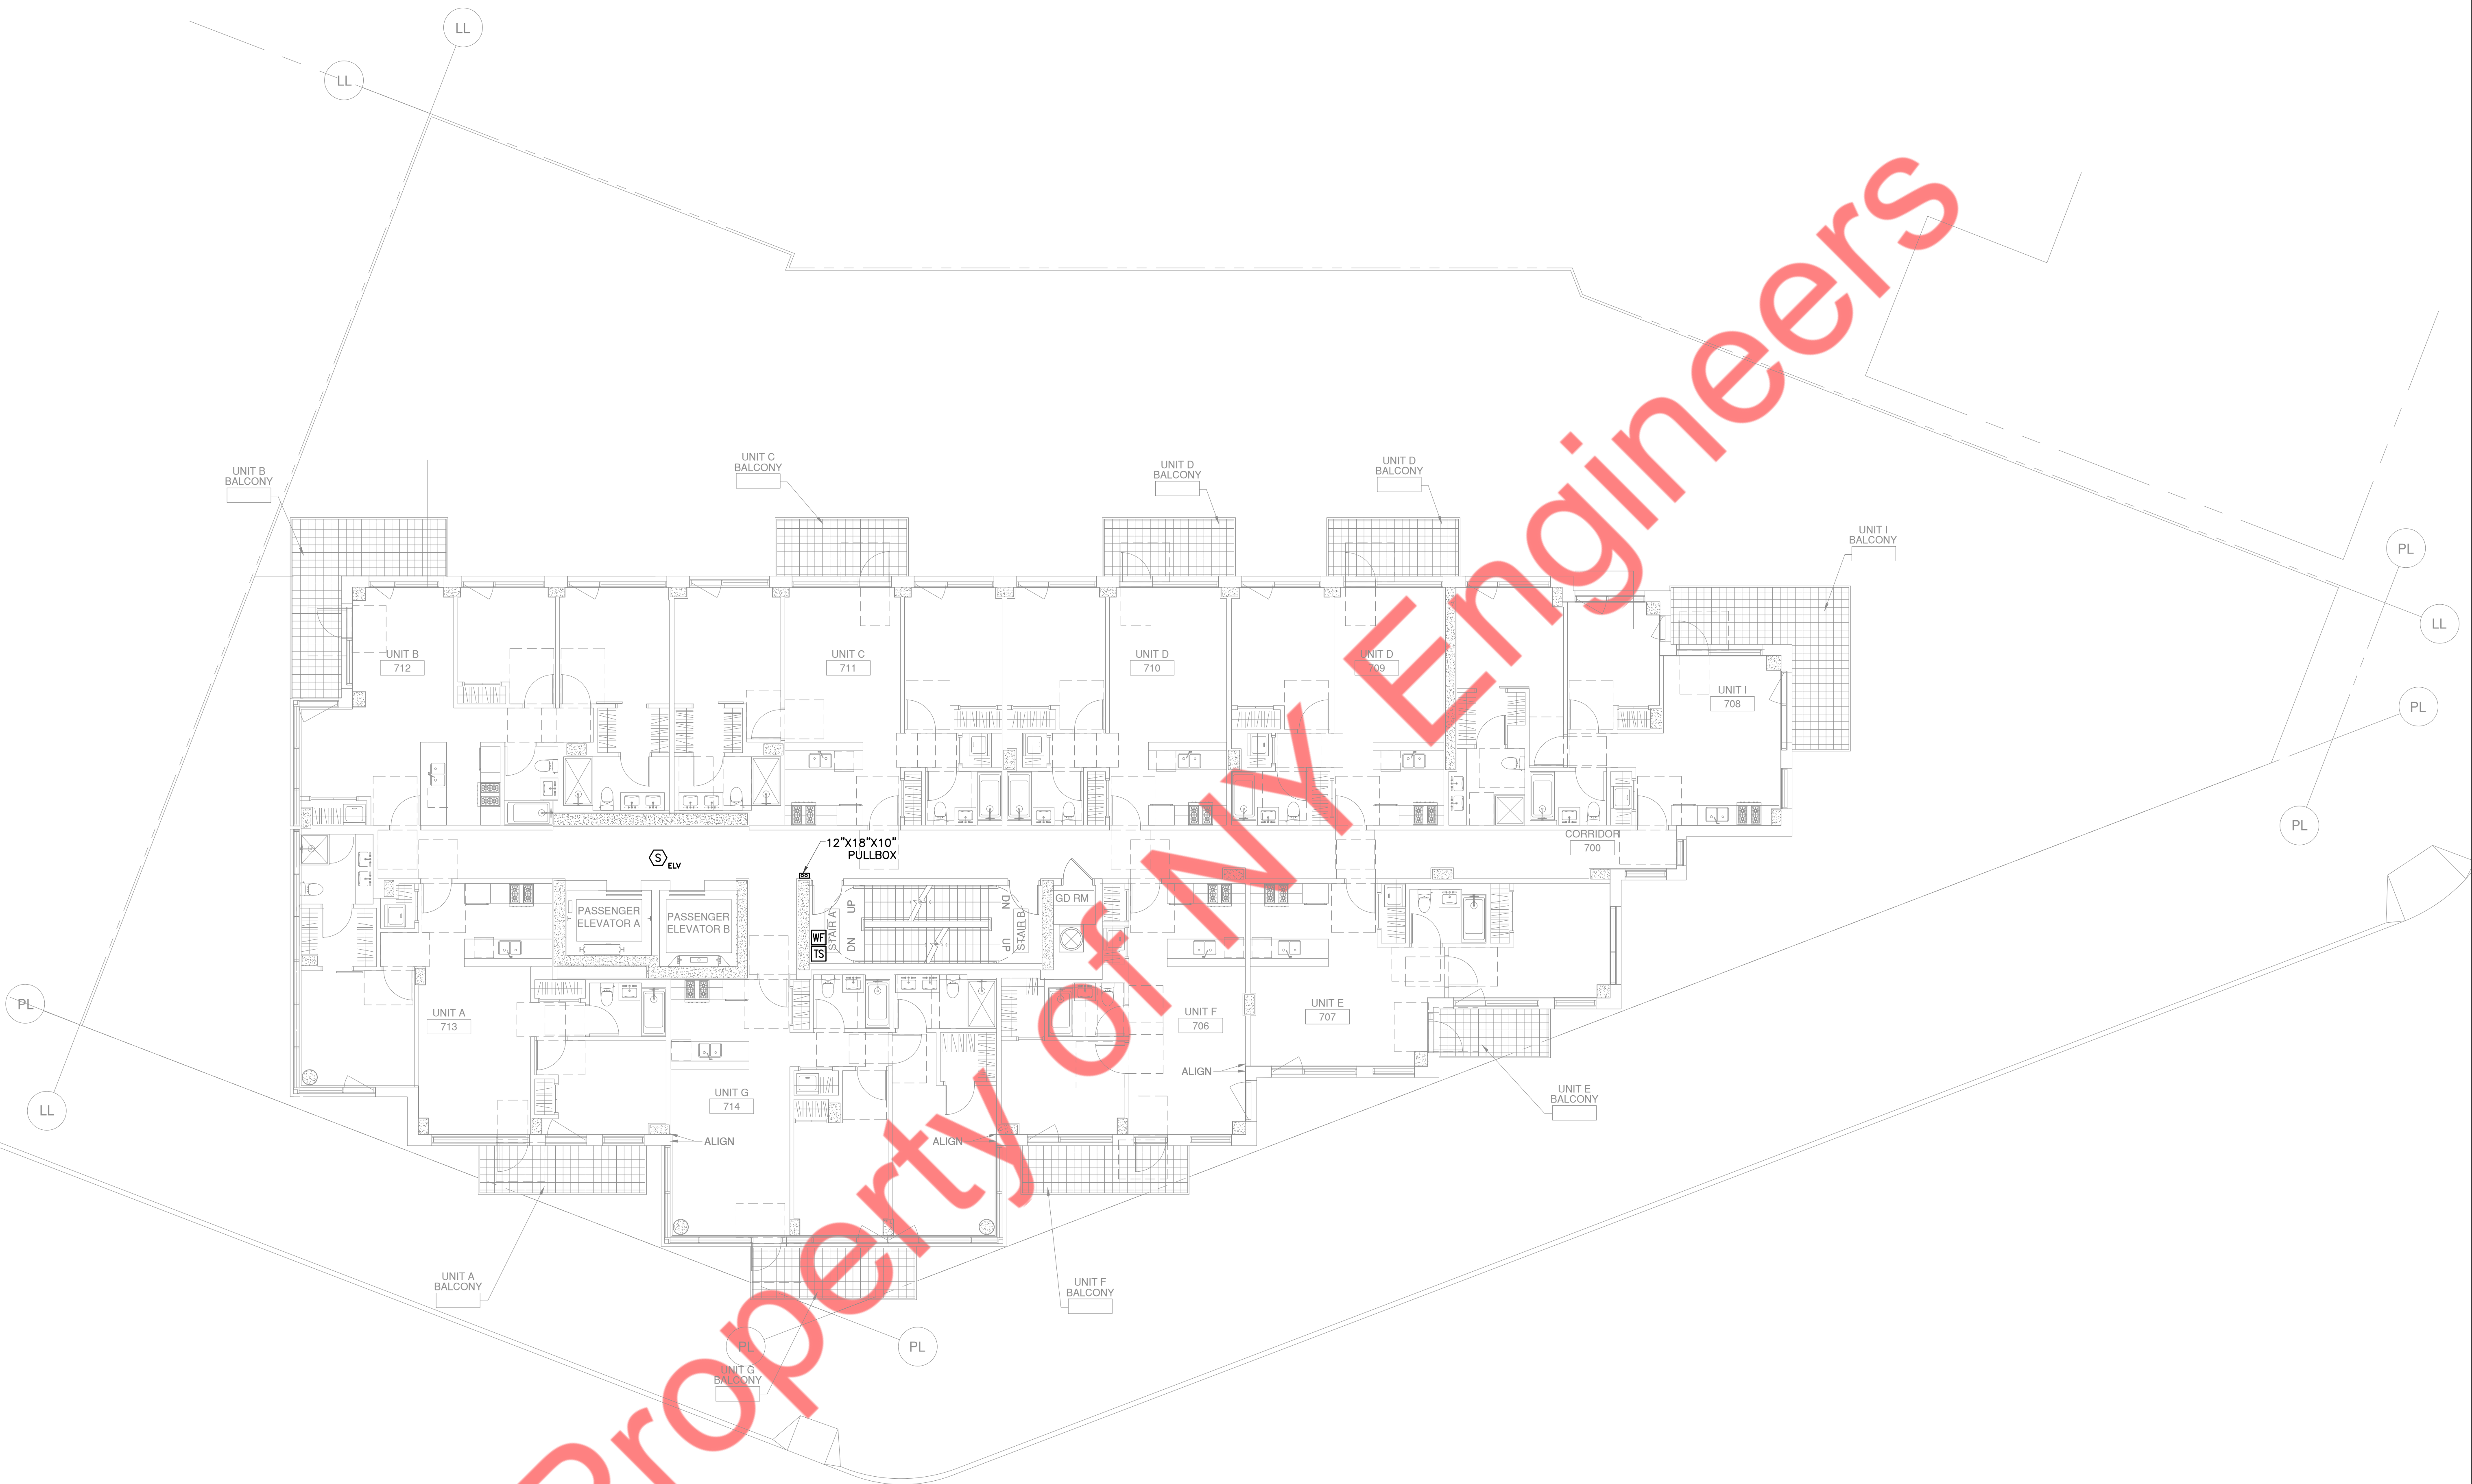 LL
LL
UNIT B
BALCONY
UNIT C
BALCONY
UNIT D
BALCONY
UNIT D
BALCONY
UNIT I
BALCONY
PL
LL
PL
PL
UNIT B
712
UNIT C
711
UNIT D
710
UNIT D
709
UNIT I
708
CORRIDOR
700
S
ELV
12"X18"X10"
PULLBOX
PASSENGER
ELEVATOR A
PASSENGER
ELEVATOR B
WF
TS
STAIR A
UP
DN
DN
UP
STAIR B
GD RM
PL
LL
UNIT A
713
UNIT G
714
UNIT F
706
UNIT E
707
ALIGN
ALIGN
ALIGN
UNIT E
BALCONY
UNIT A
BALCONY
UNIT F
BALCONY
PL
PL
UNIT G
BALCONY
Property of NY Engineers